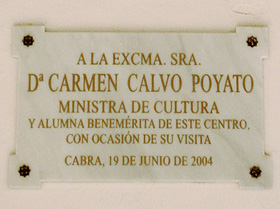 A LA EXCMA. SRA.
Dª CARMEN CALVO POYATO
MINISTRA DE CULTURA
Y ALUMNA BENEMÉRITA DE ESTE CENTRO,
CON OCASIÓN DE SU VISITA
CABRA, 19 DE JUNIO DE 2004